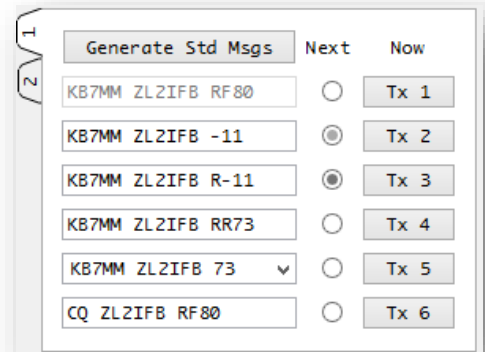 1
2
Generate Std Msgs Next Now
KB7MM ZL2IFB RF80 Tx 1
KB7MM ZL2IFB -11 Tx 2
KB7MM ZL2IFB R-11 Tx 3
KB7MM ZL2IFB RR73 Tx 4
KB7MM ZL2IFB 73 Tx 5
CQ ZL2IFB RF80 Tx 6